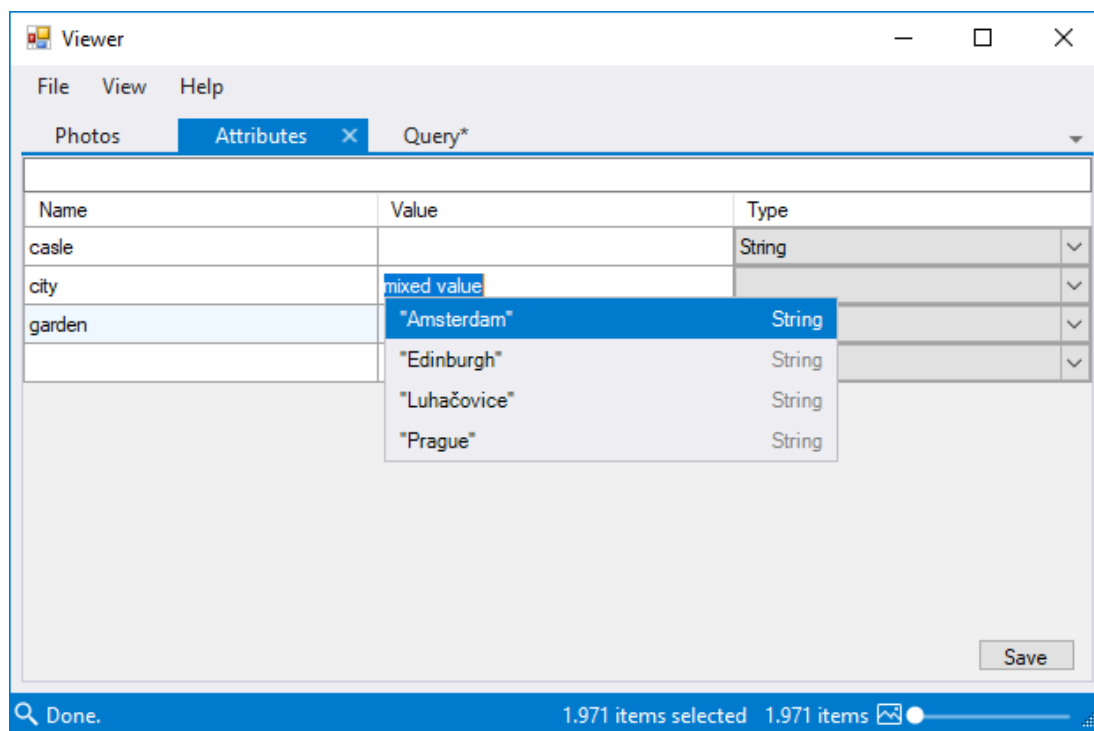 Viewer
File View Help
Photos Attributes Query*
Name Value Type
casle String
city mixed value
garden "Amsterdam" String
"Edinburgh" String
"Luhačovice" String
"Prague" String
Save
Done. 1.971 items selected 1.971 items